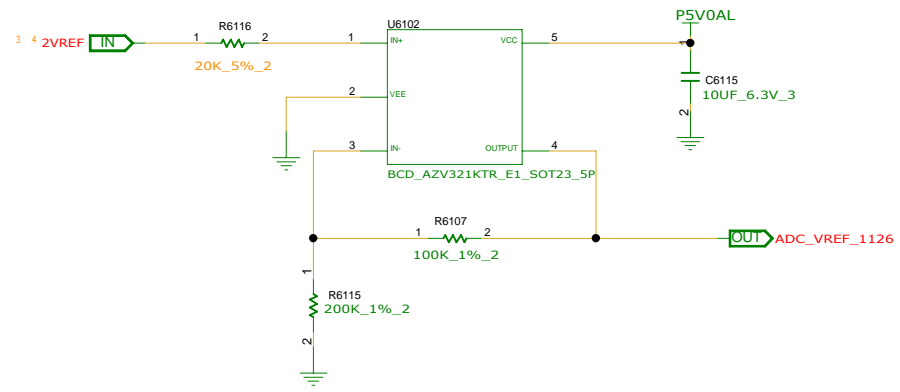 P5V0AL
U6102
R6116
3 4 2VREF IN 1 2 1 IN+ VCC 5 1
20K_5%_2
C6115
10UF_6.3V_3
2 VEE
2
3 IN- OUTPUT 4
BCD_AZV321KTR_E1_SOT23_5P
R6107
1 2 OUT ADC_VREF_1126
100K_1%_2
1
R6115
200K_1%_2
2